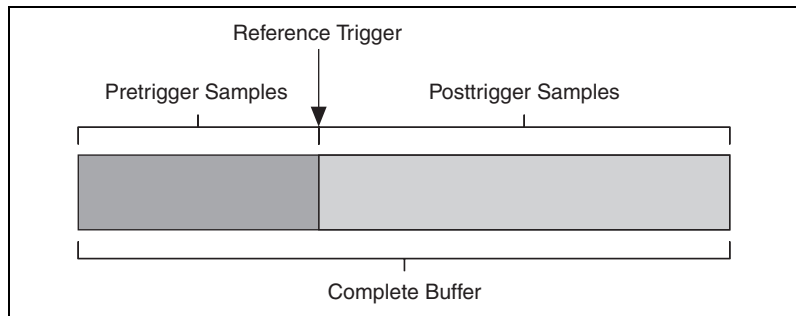 Reference Trigger
Pretrigger Samples
Posttrigger Samples
Complete Buffer